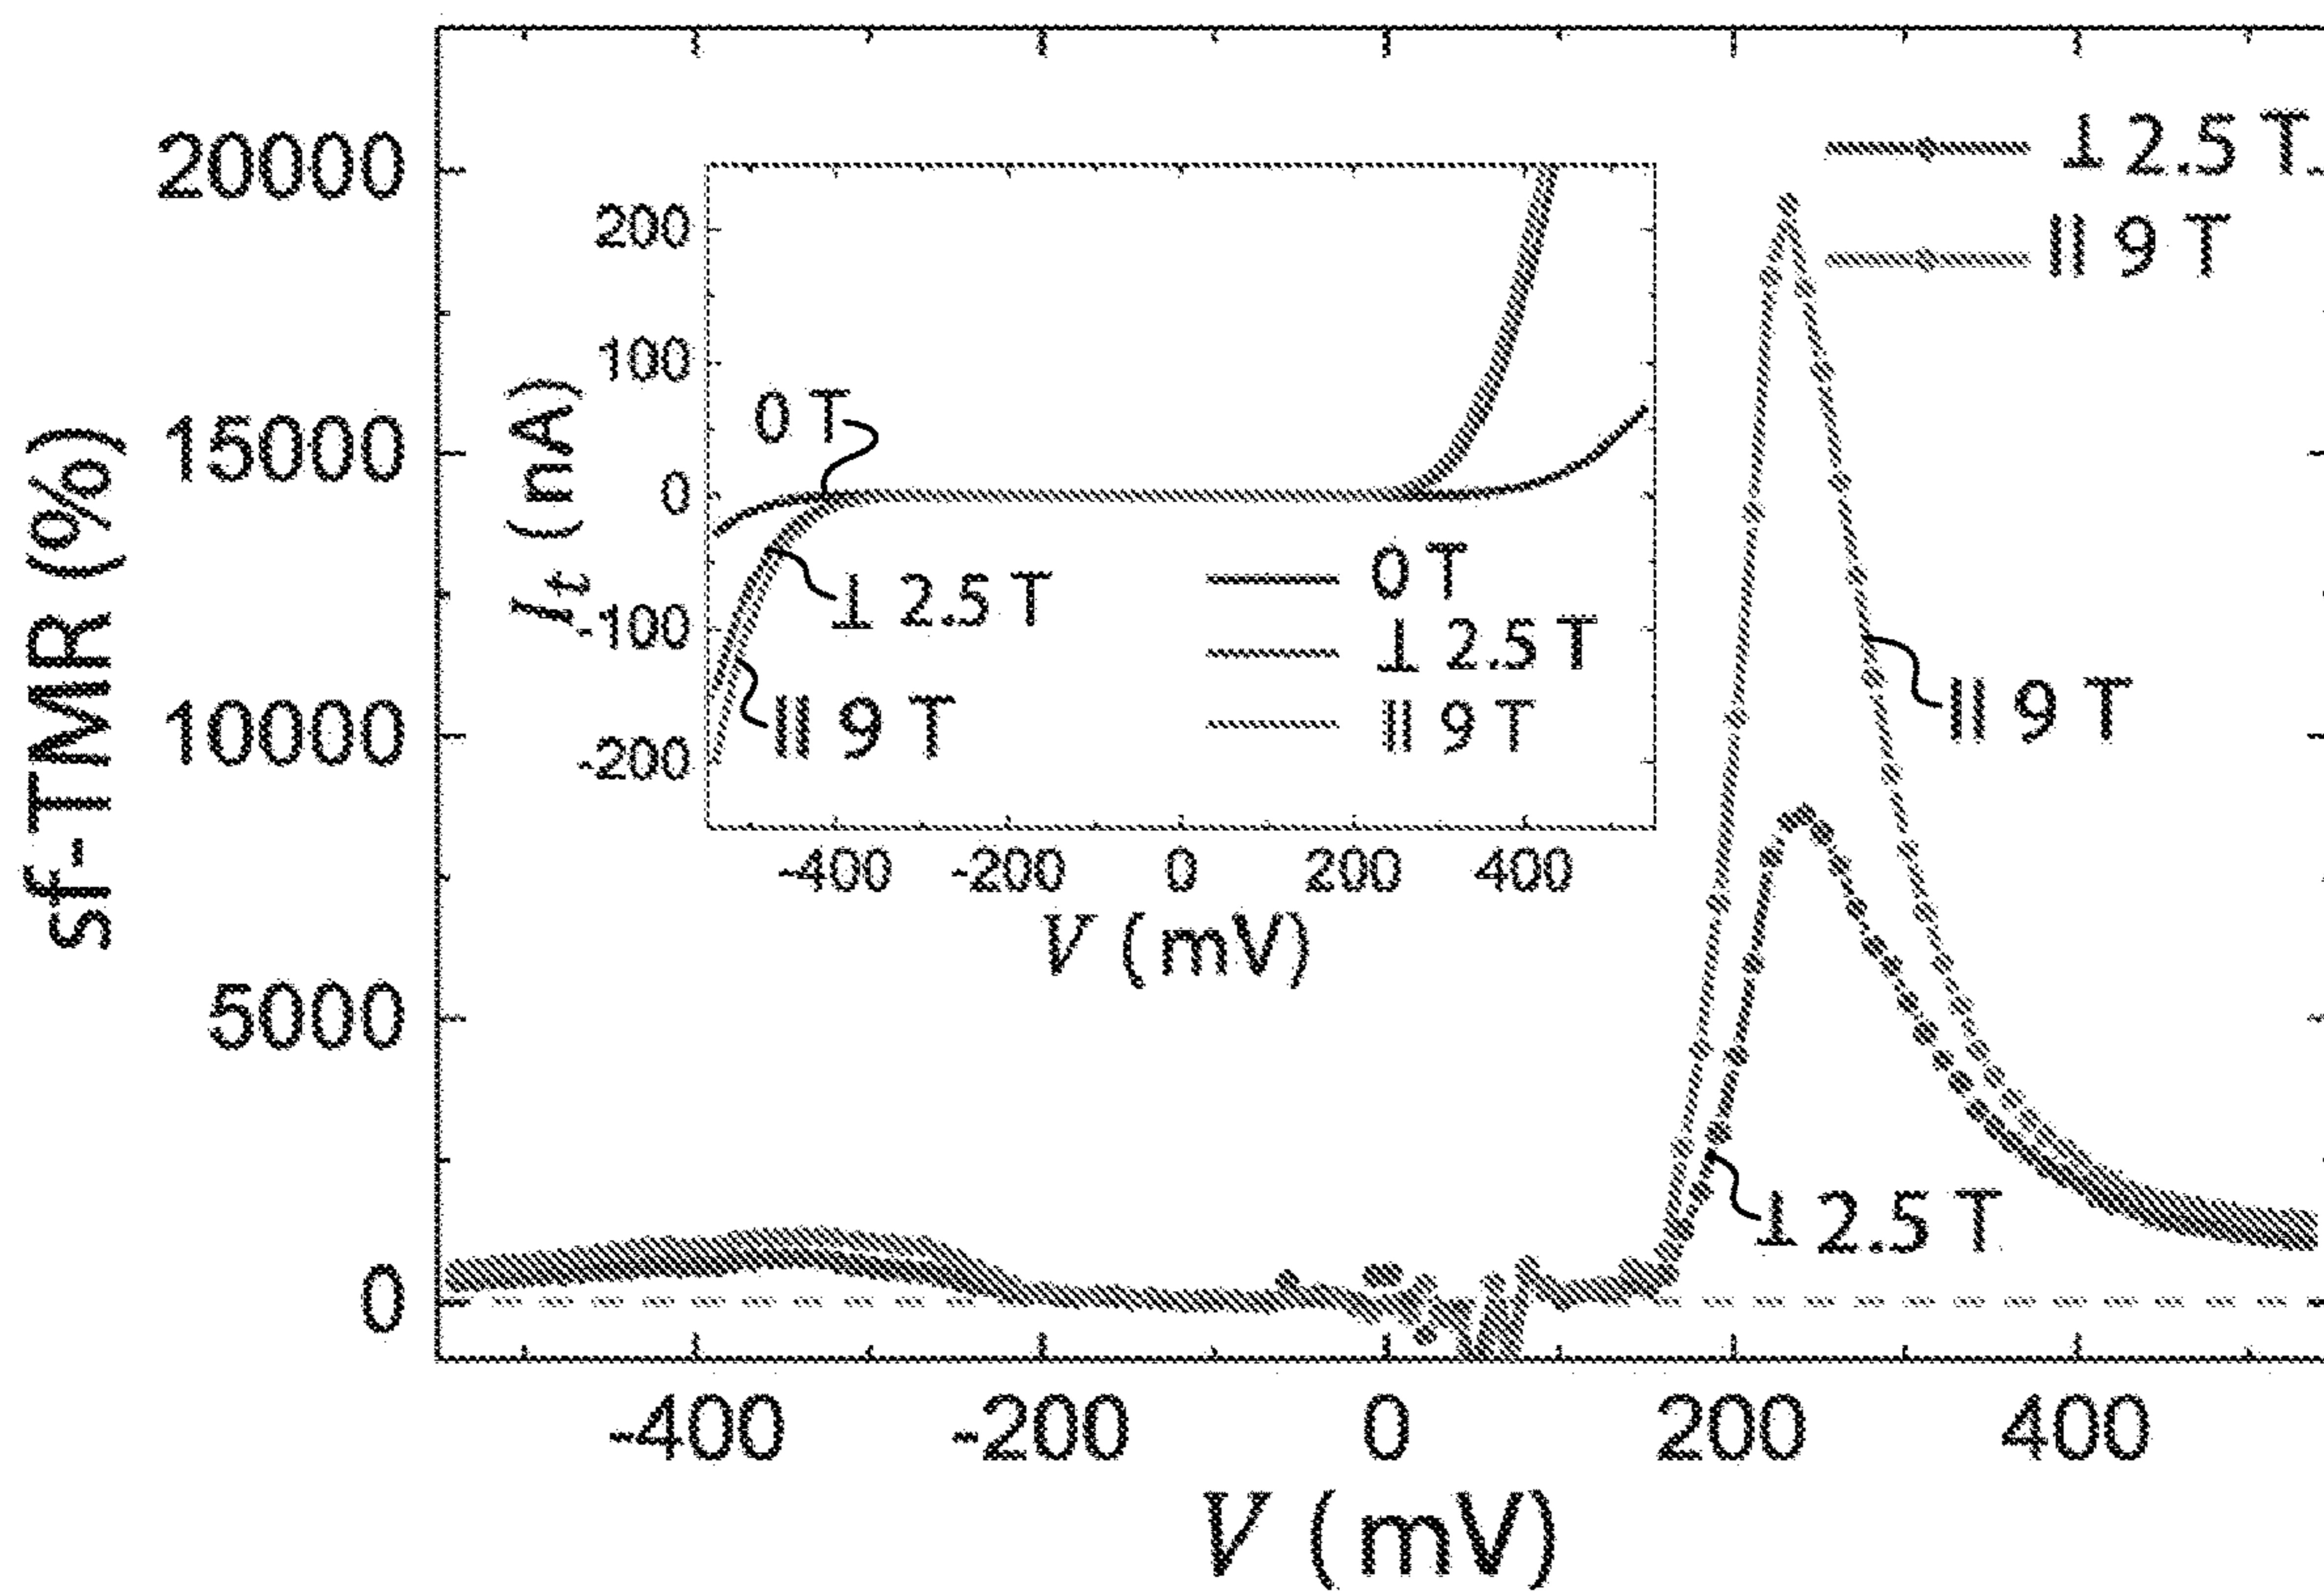 sf-TMR (%)
20000
15000
10000
5000
0
⊥ 2.5 T
|| 9 T
|| 9 T
⊥ 2.5 T
-400 -200 0 200 400
V (mV)
I_t (nA)
200
100
0
-100
-200
0 T
⊥ 2.5 T
|| 9 T
0 T
⊥ 2.5 T
|| 9 T
-400 -200 0 200 400
V (mV)